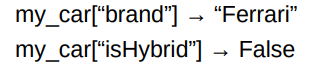 my_car[“brand”] → “Ferrari”
my_car[“isHybrid”] → False